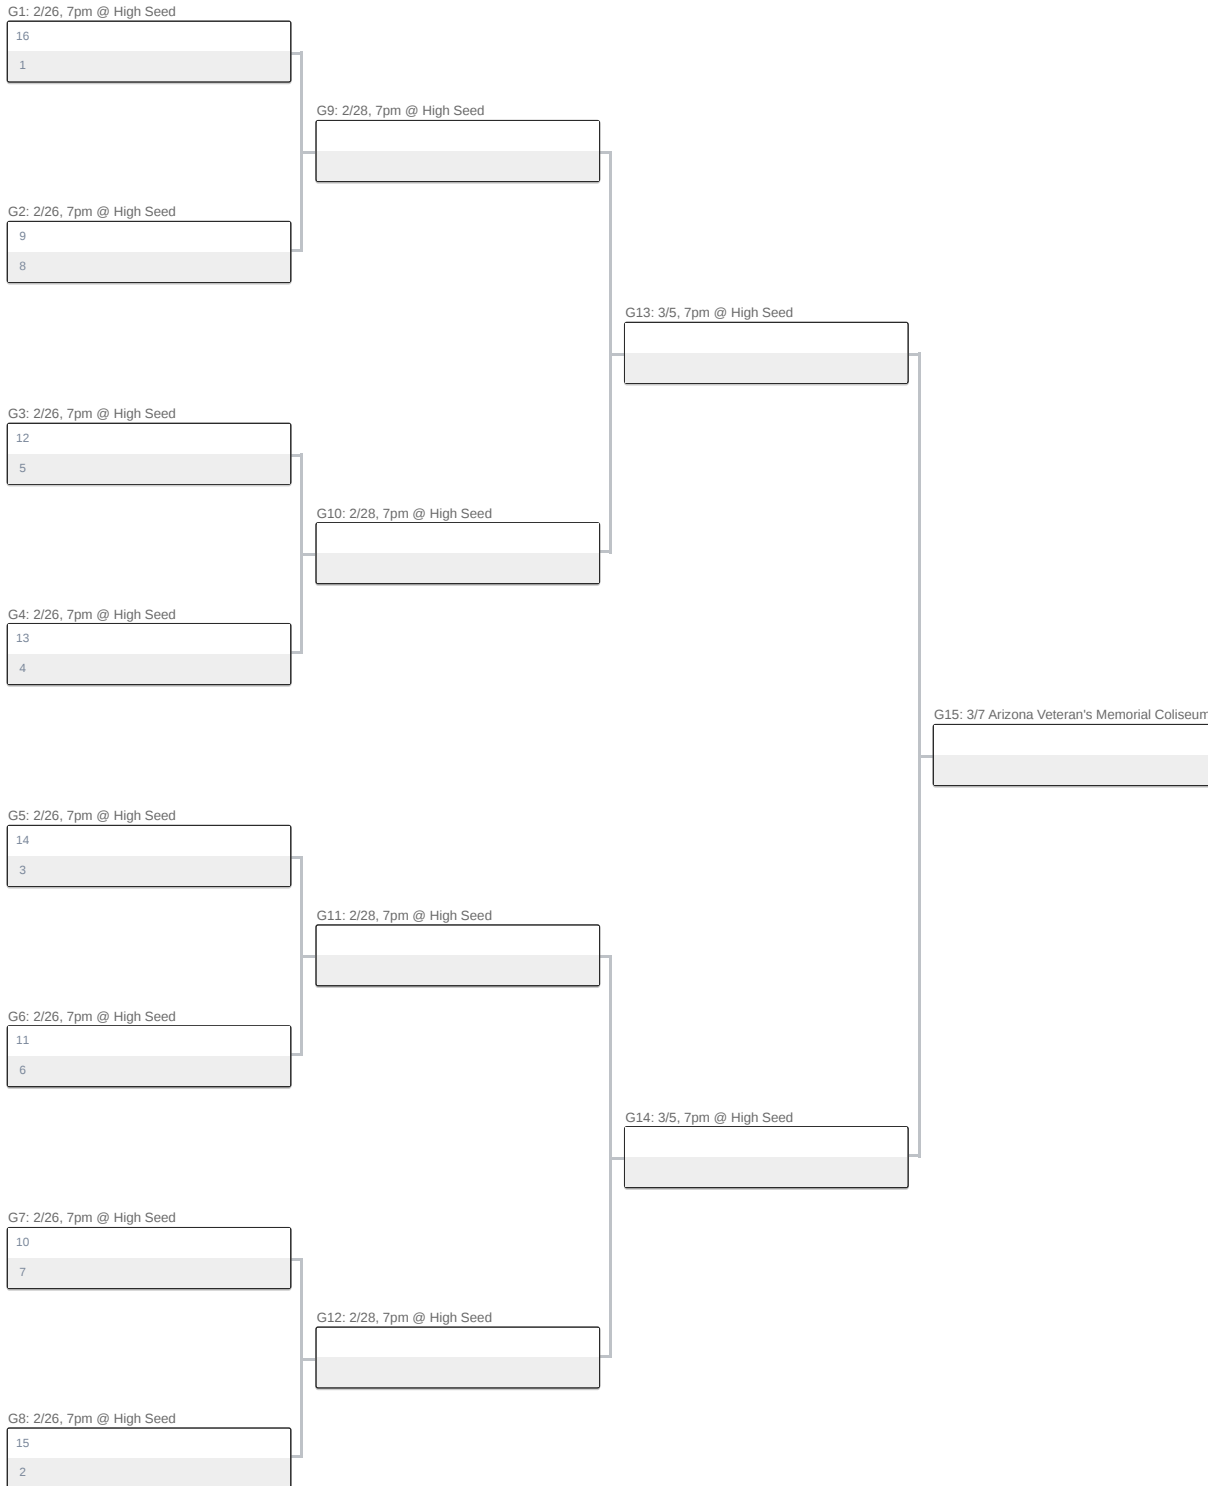 G1: 2/26, 7pm @ High Seed
16
1
G9: 2/28, 7pm @ High Seed
G2: 2/26, 7pm @ High Seed
9
8
G13: 3/5, 7pm @ High Seed
G3: 2/26, 7pm @ High Seed
12
5
G10: 2/28, 7pm @ High Seed
G4: 2/26, 7pm @ High Seed
13
4
G15: 3/7 Arizona Veteran's Memorial Coliseum
G5: 2/26, 7pm @ High Seed
14
3
G11: 2/28, 7pm @ High Seed
G6: 2/26, 7pm @ High Seed
11
6
G14: 3/5, 7pm @ High Seed
G7: 2/26, 7pm @ High Seed
10
7
G12: 2/28, 7pm @ High Seed
G8: 2/26, 7pm @ High Seed
15
2